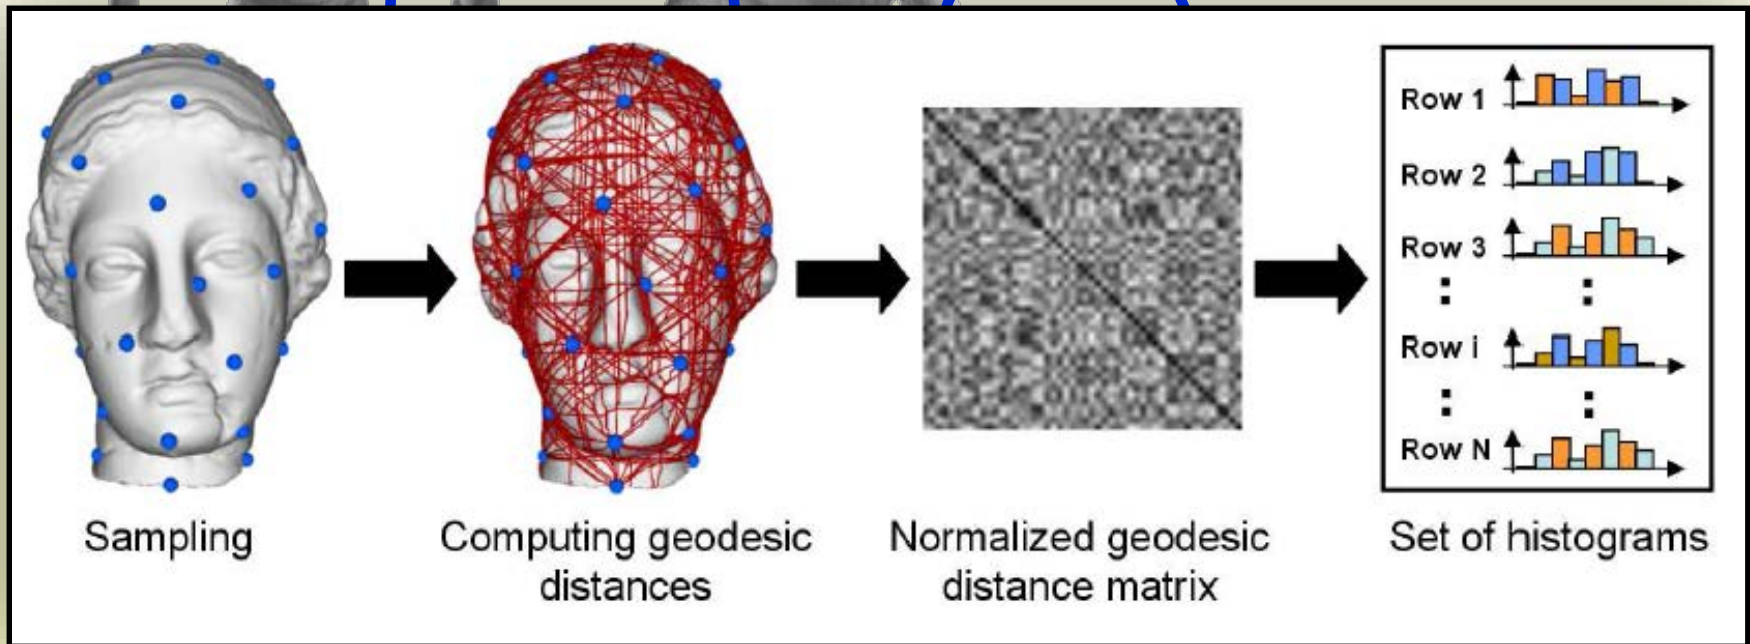 Row 1
Row 2
Row 3
Row i
Row N
Sampling
Computing geodesic
distances
Normalized geodesic
distance matrix
Set of histograms